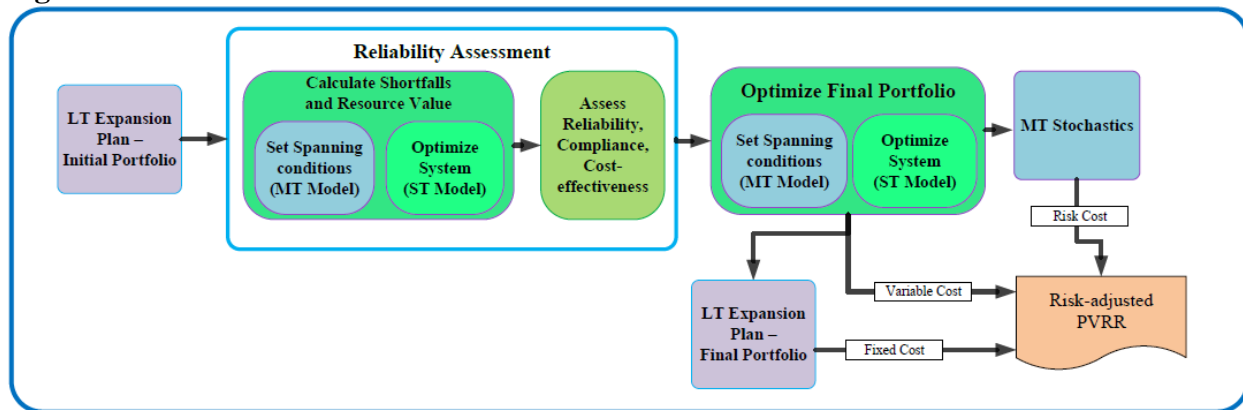 Reliability Assessment
LT Expansion
Plan –
Initial Portfolio
Calculate Shortfalls
and Resource Value
Set Spanning
conditions
(MT Model)
Optimize
System
(ST Model)
Assess
Reliability,
Compliance,
Cost-
effectiveness
Optimize Final Portfolio
Set Spanning
conditions
(MT Model)
Optimize
System
(ST Model)
MT Stochastics
Risk Cost
LT Expansion
Plan –
Final Portfolio
Variable Cost
Fixed Cost
Risk-adjusted
PVRR